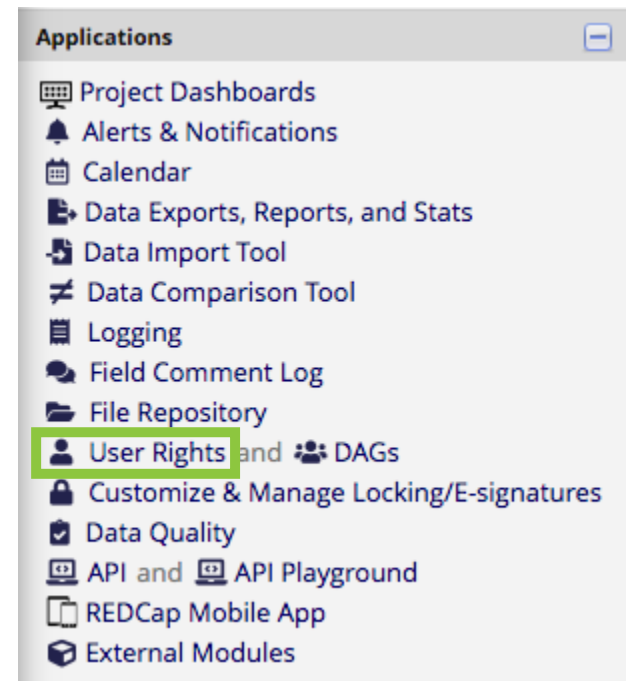 Applications
Project Dashboards
Alerts & Notifications
Calendar
Data Exports, Reports, and Stats
Data Import Tool
Data Comparison Tool
Logging
Field Comment Log
File Repository
User Rights and DAGs
Customize & Manage Locking/E-signatures
Data Quality
API and API Playground
REDCap Mobile App
External Modules